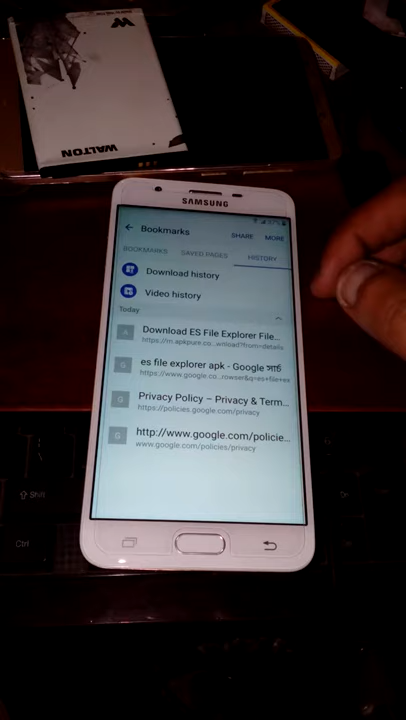 WALTON
SAMSUNG
Bookmarks
SHARE
MORE
BOOKMARKS
SAVED PAGES
HISTORY
Download history
Video history
Today
A
Download ES File Explorer File...
https://m.apkpure.co...wnload?from=details
G
es file explorer apk - Google সার্চ
https://www.google.co...rowser&q=es+file+ex
G
Privacy Policy – Privacy & Term...
https://policies.google.com/privacy
G
http://www.google.com/policie...
www.google.com/policies/privacy
Shift
Ctrl